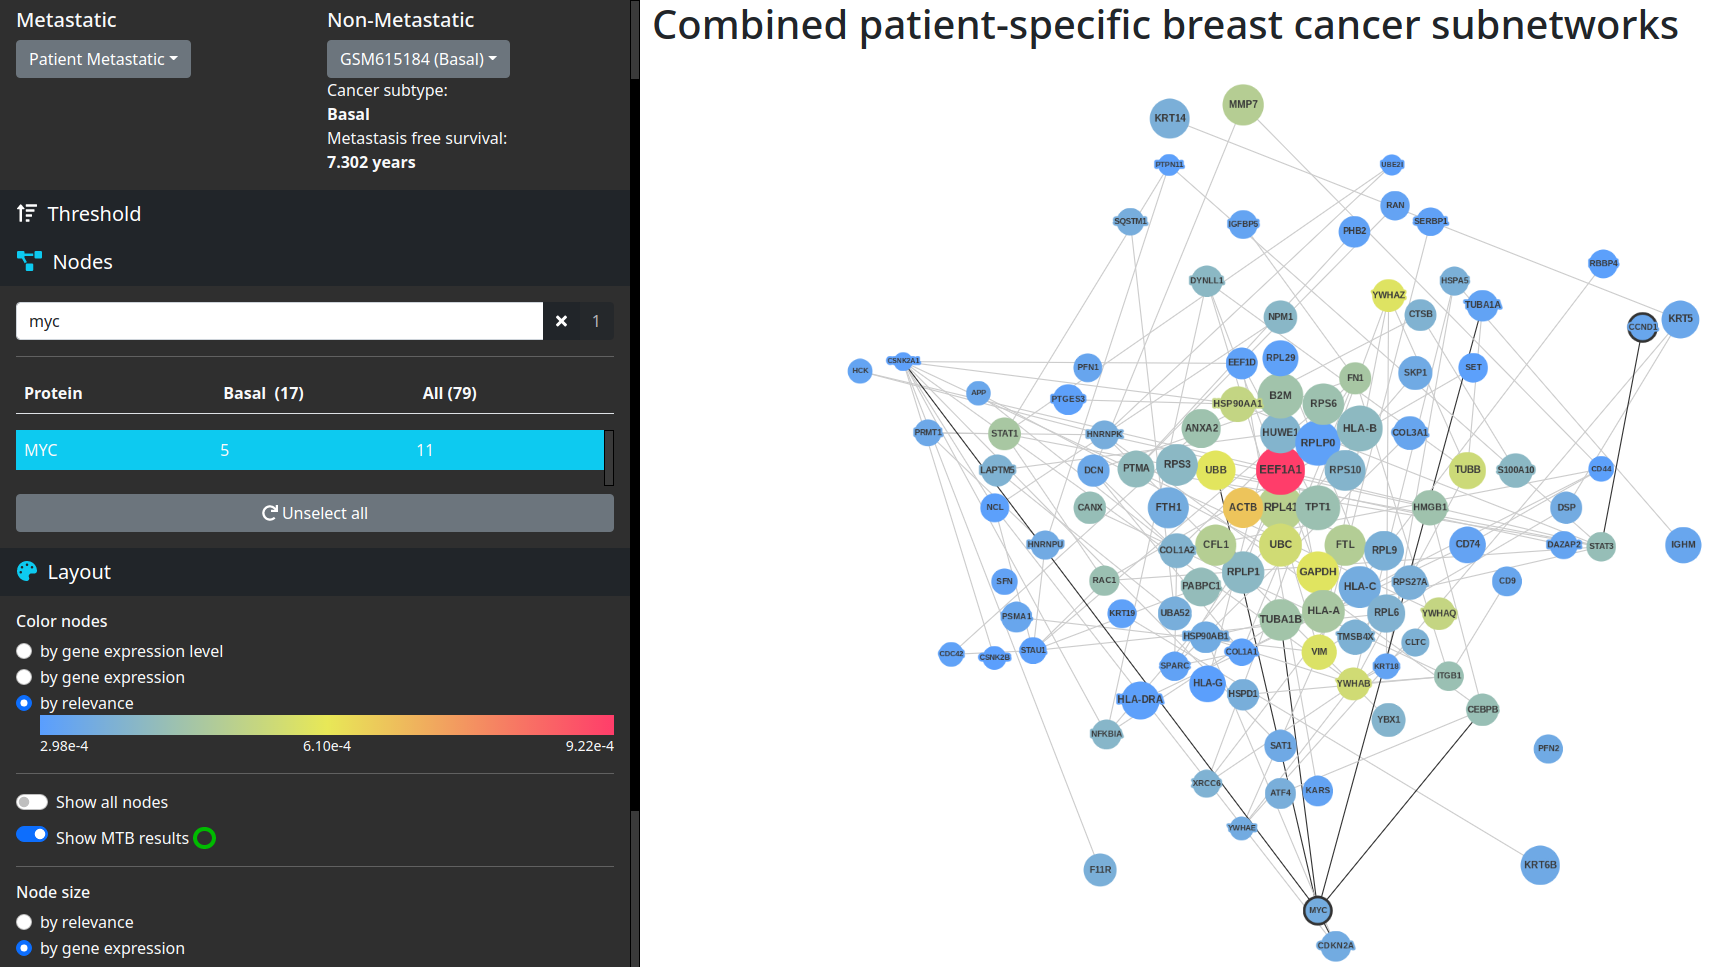 Metastatic
Non-Metastatic
Patient Metastatic
GSM615184 (Basal)
Cancer subtype:
Basal
Metastasis free survival:
7.302 years
Threshold
Nodes
myc
1
Protein Basal (17) All (79)
MYC 5 11
Unselect all
Layout
Color nodes
by gene expression level
by gene expression
by relevance
2.98e-4 6.10e-4 9.22e-4
Show all nodes
Show MTB results
Node size
by relevance
by gene expression
Combined patient-specific breast cancer subnetworks
MMP7
KRT14
PTPN11
RAN
SQSTM1
IGFBP5
SERBP1
PHB2
RBBP4
DYNLL1
HSPA5
YWHAZ
TUBA1A
CTSB
NPM1
KRT5
CCND1
CSNK2A1
HCK
EEF1D
RPL29
PFN1
SET
SKP1
FN1
APP
PTGES3
B2M
HSP90AA1
RPS6
ANXA2
HLA-B
PRMT1
STAT1
HNRNPK
HUWE1
COL3A1
RPLP0
LAPTM5
DCN
PTMA
RPS3
UBB
EEF1A1
RPS10
TUBB
S100A10
CD44
NCL
CANX
FTH1
ACTB
RPL41
TPT1
HMGB1
DSP
HNRNPU
COL1A2
CFL1
UBC
FTL
RPL9
CD74
DAZAP2
STAT3
IGHM
SFN
RAC1
PABPC1
RPLP1
GAPDH
HLA-C
RPS27A
CD9
PSMA1
KRT19
UBA52
TUBA1B
HLA-A
RPL6
YWHAQ
CDC42
CSNK2B
STAU1
HSP90AB1
COL1A1
TMSB4X
CLTC
VIM
SPARC
KRT18
HLA-G
HSPD1
YWHAB
ITGB1
HLA-DRA
CEBPB
NFKBIA
YBX1
SAT1
PFN2
XRCC6
ATF4
KARS
YWHAE
F11R
KRT6B
MYC
CDKN2A